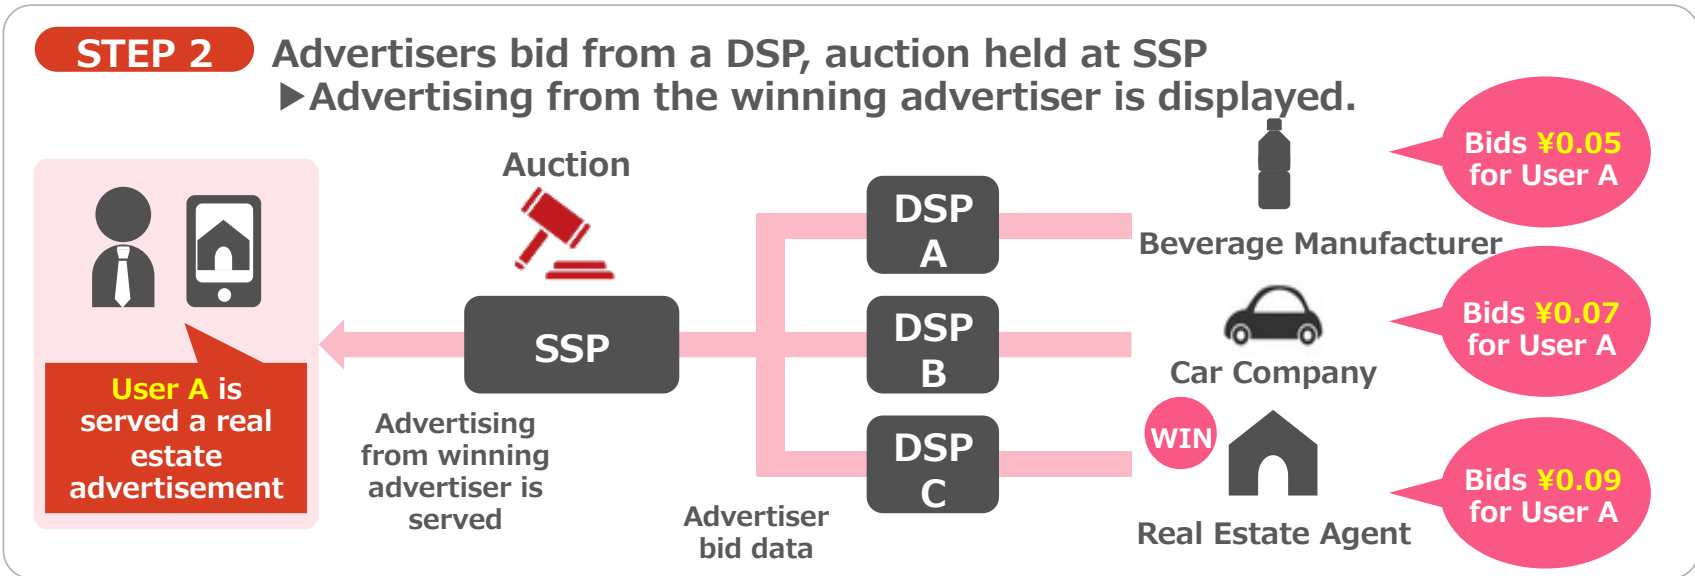 STEP 2
Advertisers bid from a DSP, auction held at SSP
▶Advertising from the winning advertiser is displayed.
Auction
SSP
DSP
A
DSP
B
DSP
C
Beverage Manufacturer
Bids ¥0.05
for User A
Car Company
Bids ¥0.07
for User A
WIN
Real Estate Agent
Bids ¥0.09
for User A
User A is
served a real
estate
advertisement
Advertising
from winning
advertiser is
served
Advertiser
bid data